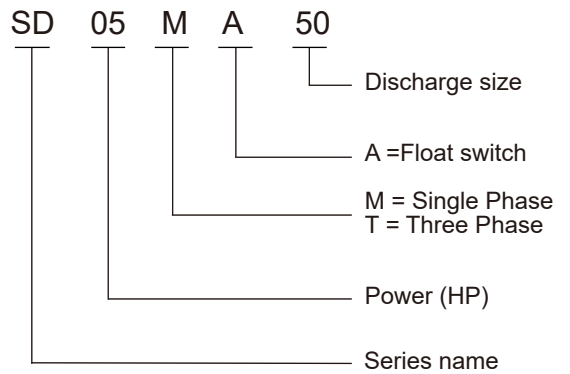 SD 05 M A 50
Discharge size
A =Float switch
M = Single Phase
T = Three Phase
Power (HP)
Series name